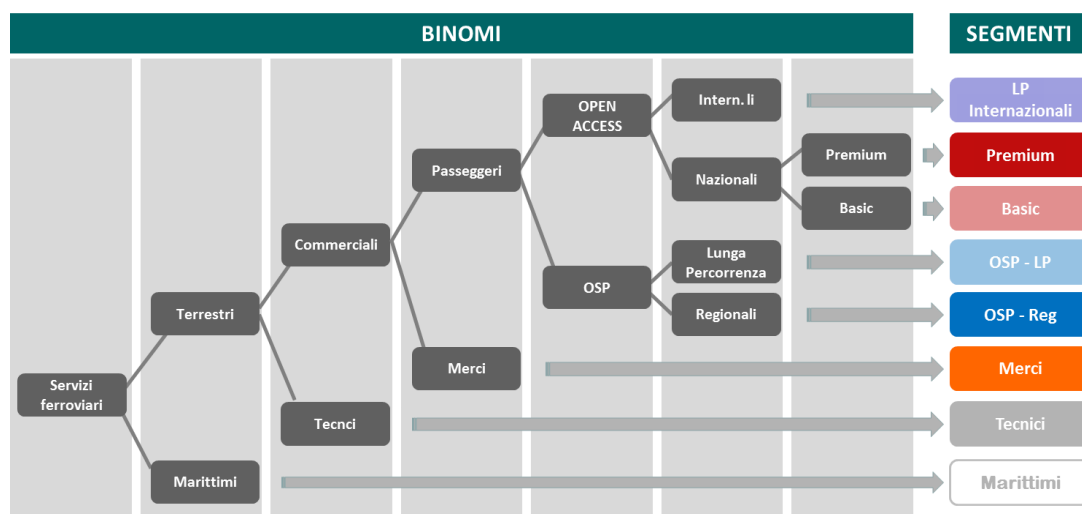 BINOMI
SEGMENTI
Servizi
ferroviari
Terrestri
Marittimi
Commerciali
Tecnci
Passeggeri
Merci
OPEN
ACCESS
OSP
Intern. li
Nazionali
Lunga
Percorrenza
Regionali
Premium
Basic
LP
Internazionali
Premium
Basic
OSP - LP
OSP - Reg
Merci
Tecnici
Marittimi